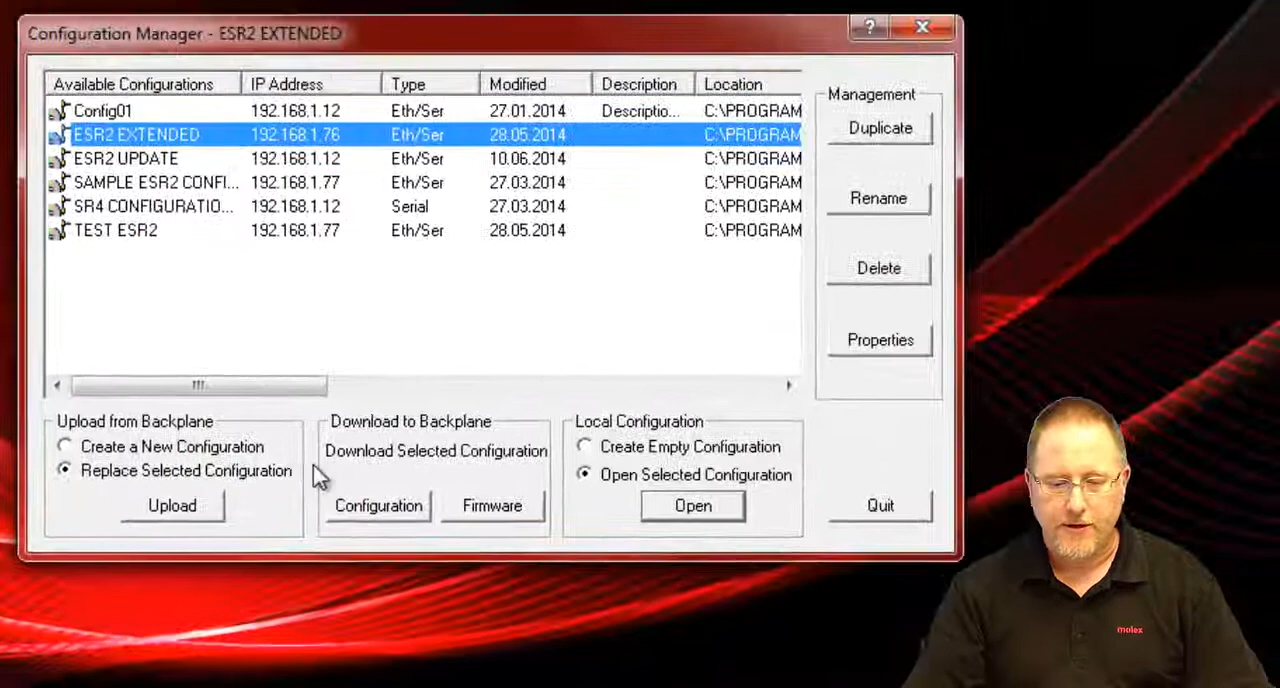 Configuration Manager - ESR2 EXTENDED
?
Available Configurations IP Address Type Modified Description Location
Config01 192.168.1.12 Eth/Ser 27.01.2014 Descriptio... C:\PROGRAM
ESR2 EXTENDED 192.168.1.76 Eth/Ser 28.05.2014 C:\PROGRAM
ESR2 UPDATE 192.168.1.12 Eth/Ser 10.06.2014 C:\PROGRAM
SAMPLE ESR2 CONFI... 192.168.1.77 Eth/Ser 27.03.2014 C:\PROGRAM
SR4 CONFIGURATIO... 192.168.1.12 Serial 27.03.2014 C:\PROGRAM
TEST ESR2 192.168.1.77 Eth/Ser 28.05.2014 C:\PROGRAM
Management
Duplicate
Rename
Delete
Properties
Upload from Backplane
Create a New Configuration
Replace Selected Configuration
Upload
Download to Backplane
Download Selected Configuration
Configuration Firmware
Local Configuration
Create Empty Configuration
Open Selected Configuration
Open
Quit
molex